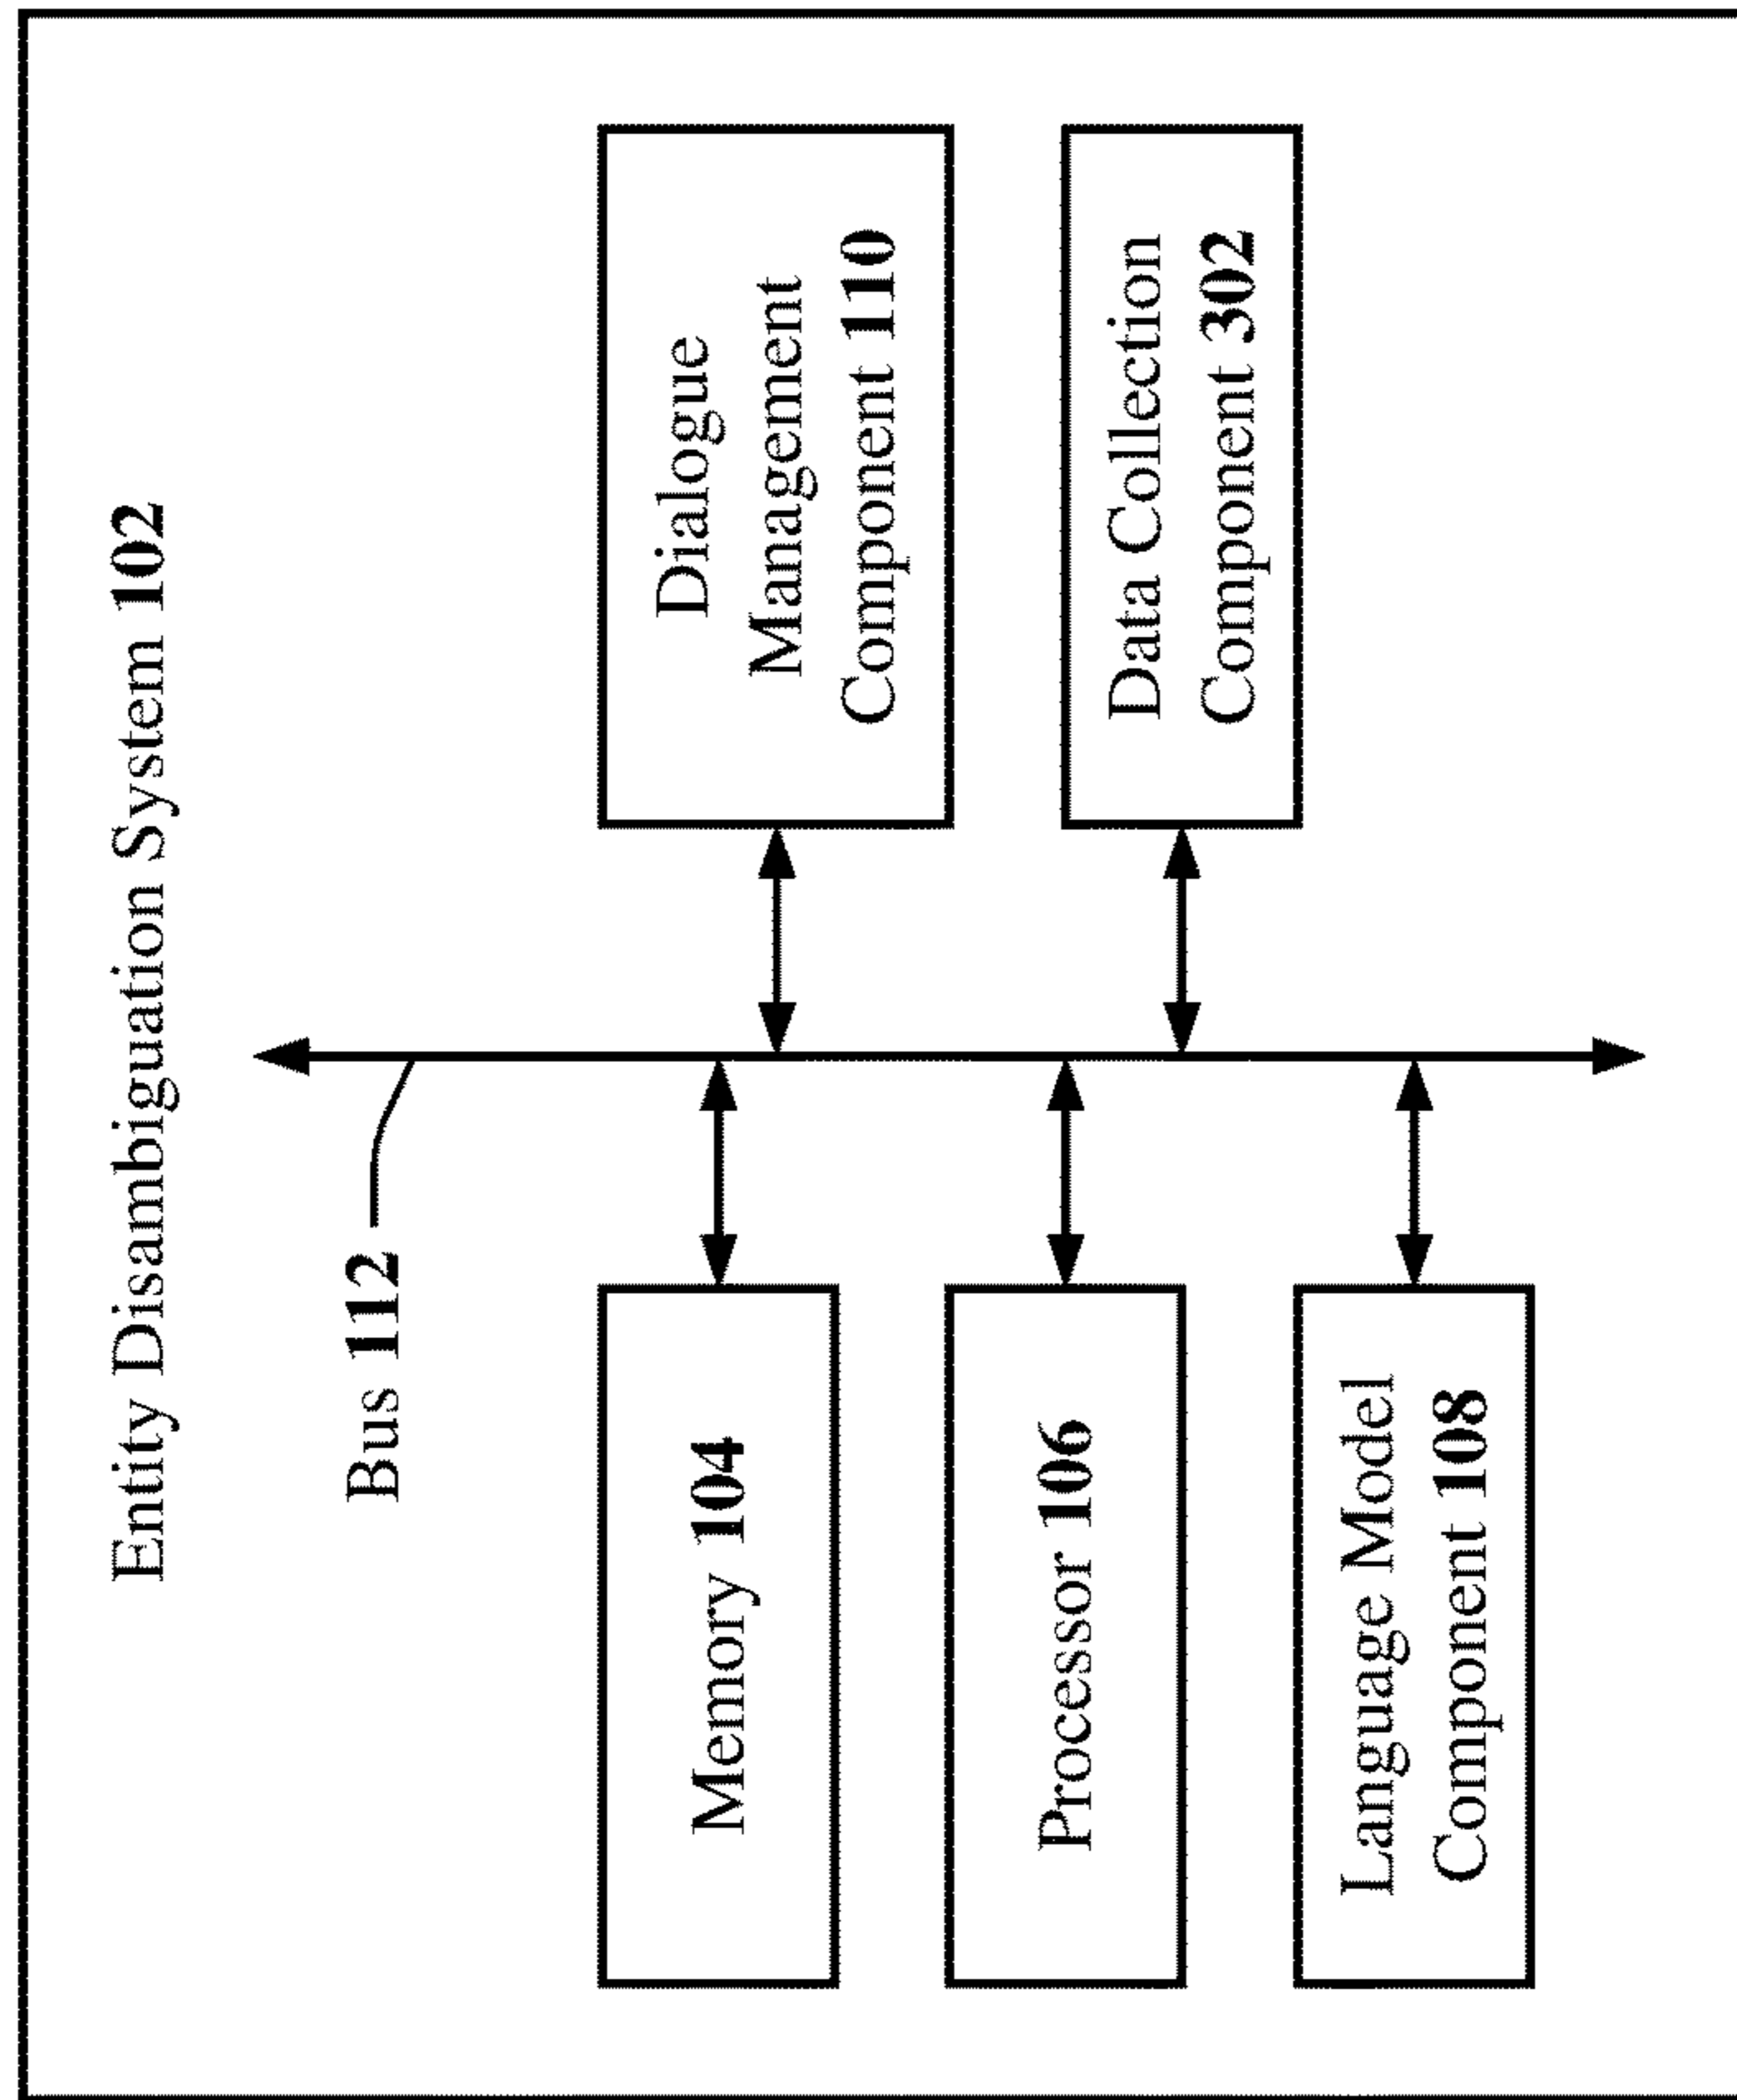 Entity Disambiguation System 102
Bus 112
Memory 104
Processor 106
Language Model
Component 108
Dialogue
Management
Component 110
Data Collection
Component 302